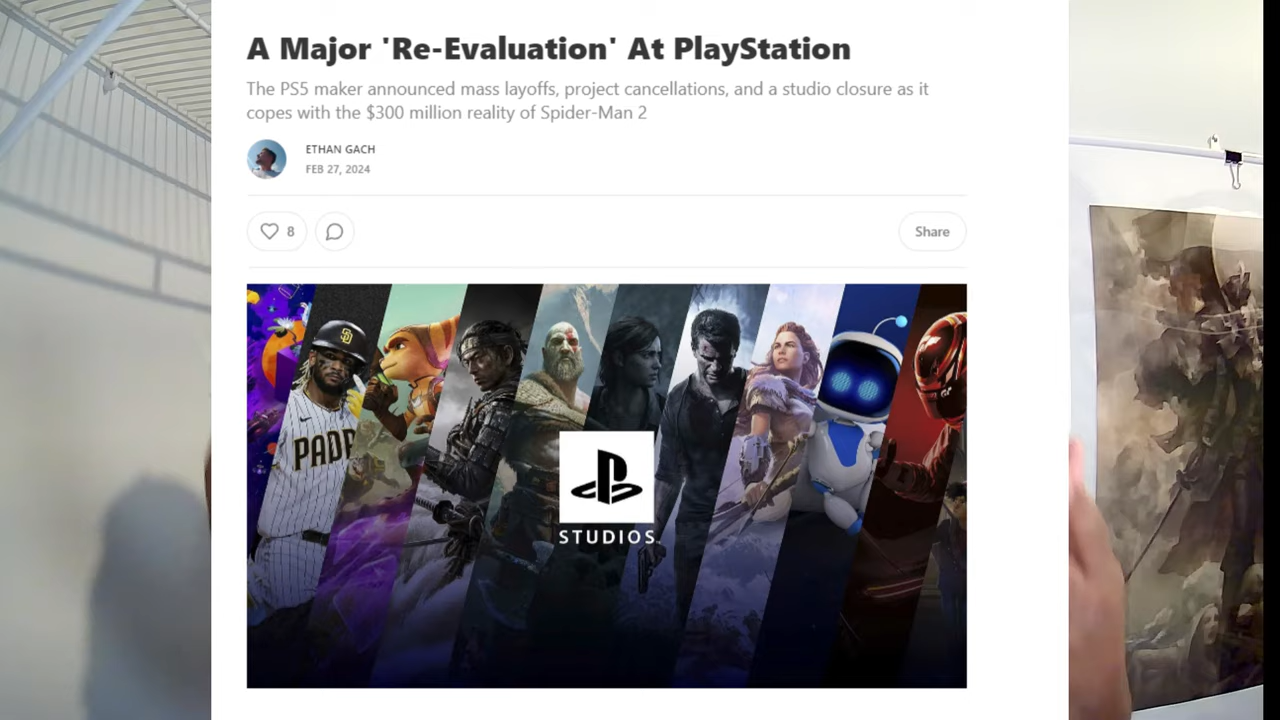 A Major 'Re-Evaluation' At PlayStation
The PS5 maker announced mass layoffs, project cancellations, and a studio closure as it
copes with the $300 million reality of Spider-Man 2
ETHAN GACH
FEB 27, 2024
8
Share
PADR
STUDIOS